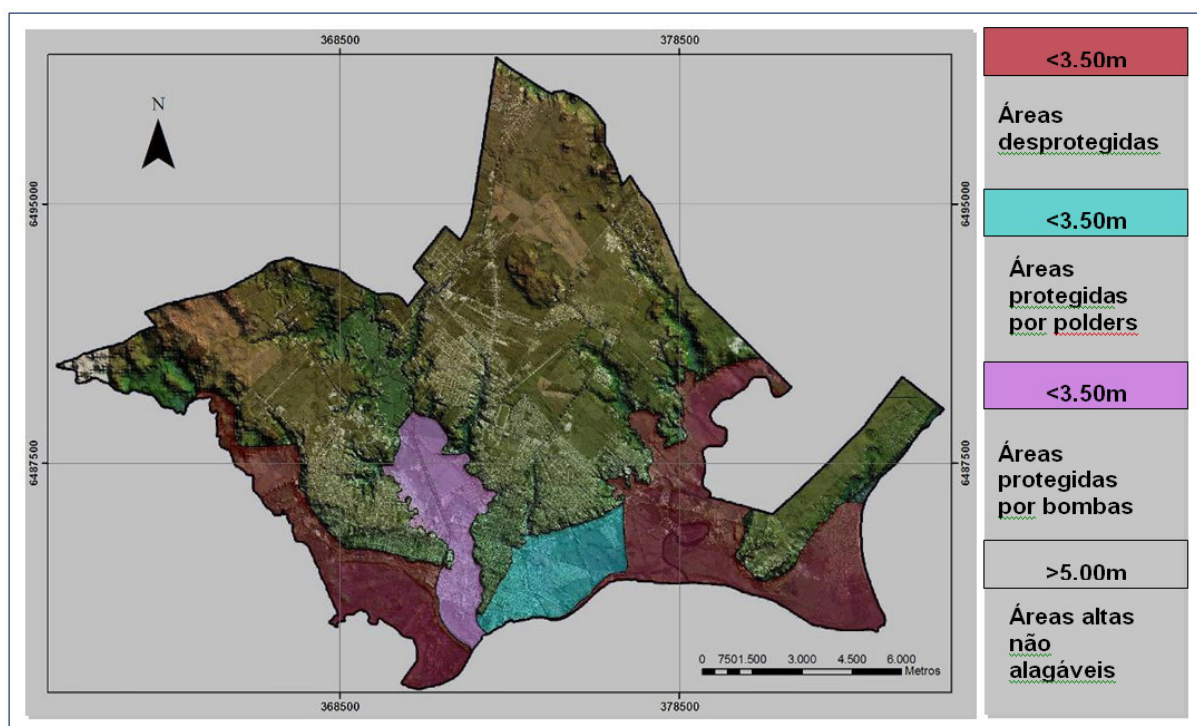 368500
378500
N
6495000
6495000
6487500
6487500
0 750 1.500 3.000 4.500 6.000
Metros
368500
378500
<3.50m
Áreas
desprotegidas
<3.50m
Áreas
protegidas
por polders
<3.50m
Áreas
protegidas
por bombas
>5.00m
Áreas altas
não
alagáveis